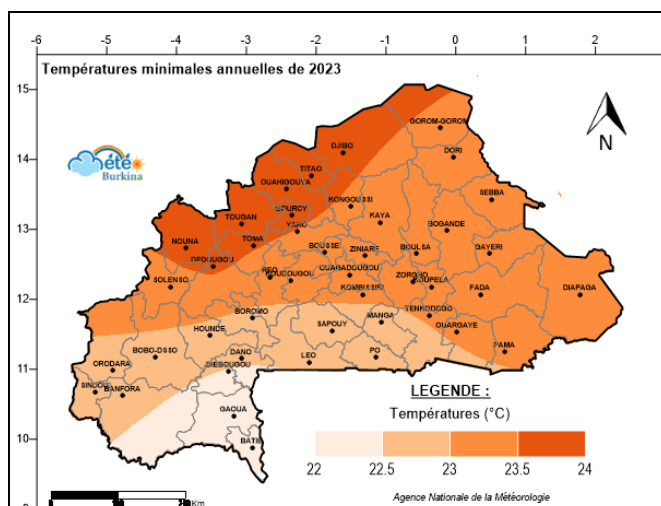 -6 -5 -4 -3 -2 -1 0 1 2
Températures minimales annuelles de 2023
15
GOROM-GOROM
N
DJIBO
14
DORI
été
Burkina
TITAO
OUAHIGOUYA
SEBBA
KONGOUSSI
GOURCY
TOUGAN
KAYA
13
YAKO
BOGANDE
NOUNA
TOMA
BOUSSE
ZINIARE
BOULSA
GAYERI
DEDOUGOU
REO
KOUDOUGOU
OUAGADOUGOU
ZORGHO
KOUPELA
SOLENSO
12
KOMBISSIRI
FADA
DIAPAGA
BOROMO
MANGA
TENKODOGO
HOUNDE
SAPOUY
OUARGAYE
BOBO-DSSO
DANO
LEO
PO
PAMA
11
ORODARA
DIEBOUGOU
SINDOU
BANFORA
LEGENDE :
Températures (°C)
GAOUA
10
BATIE
22 22.5 23 23.5 24
9
Km
Agence Nationale de la Météorologie